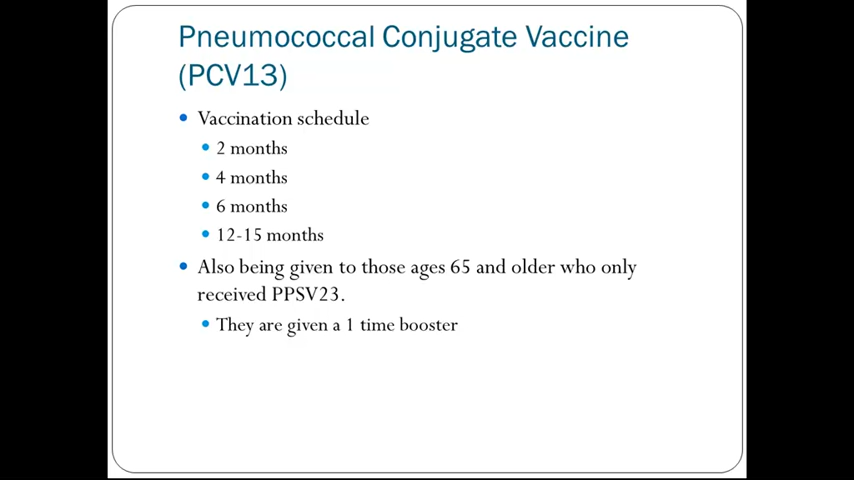 Pneumococcal Conjugate Vaccine
(PCV13)
• Vaccination schedule
• 2 months
• 4 months
• 6 months
• 12-15 months
• Also being given to those ages 65 and older who only
received PPSV23.
• They are given a 1 time booster